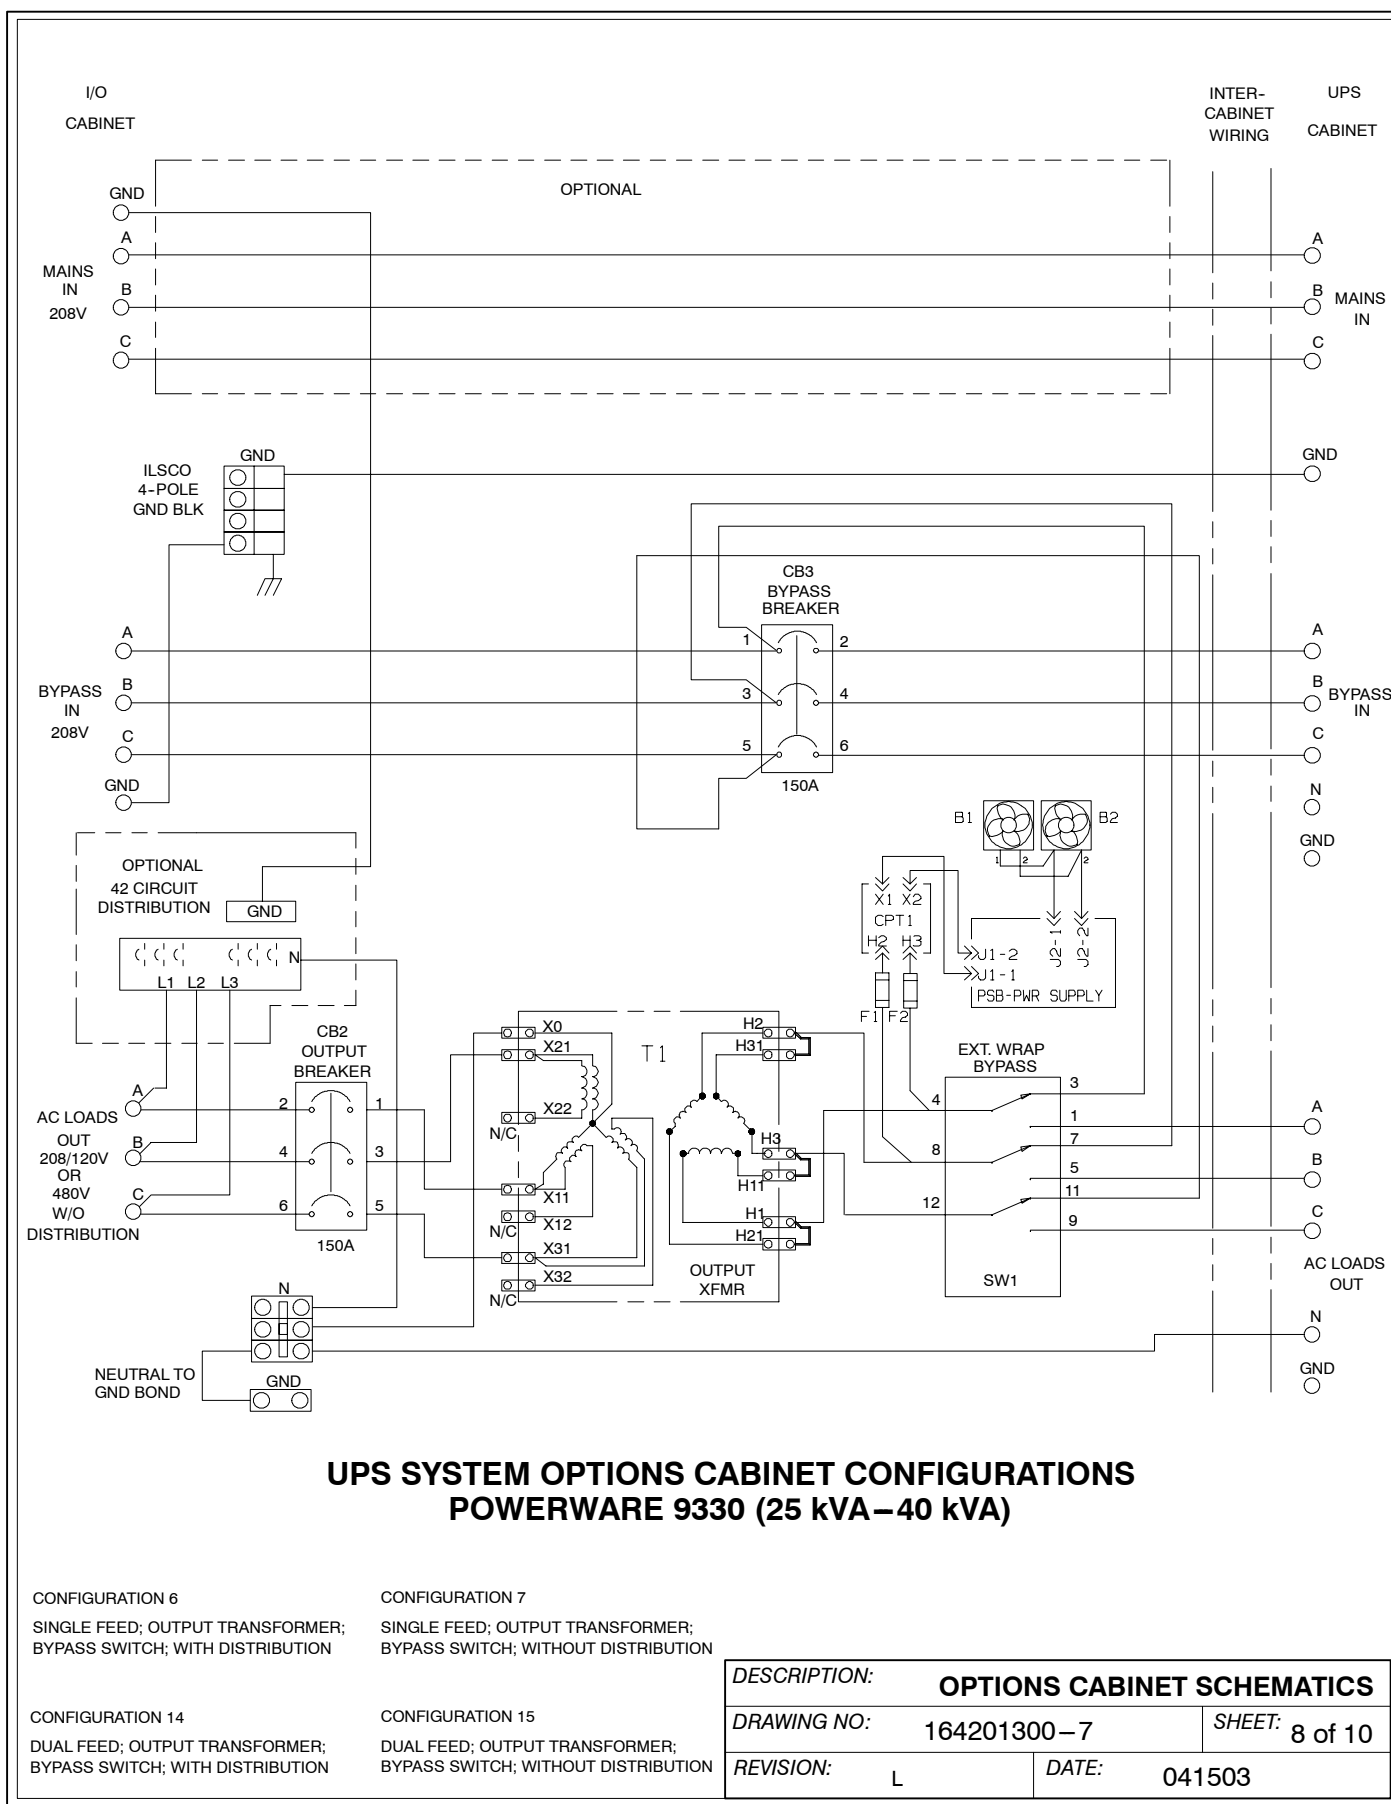 I/O
CABINET
INTER-
CABINET
WIRING
UPS
CABINET
OPTIONAL
GND
A
B
C
MAINS
IN
208V
A
B
C
MAINS
IN
GND
ILSCO
4-POLE
GND BLK
GND
CB3
BYPASS
BREAKER
1
2
3
4
5
6
150A
A
B
C
GND
BYPASS
IN
208V
A
B
C
N
GND
BYPASS
IN
B1
B2
1
2
2
OPTIONAL
42 CIRCUIT
DISTRIBUTION
GND
N
L1
L2
L3
X1
X2
CPT1
H2
H3
J1-2
J1-1
J2-1
J2-2
PSB-PWR SUPPLY
F1
F2
CB2
OUTPUT
BREAKER
2
1
4
3
6
5
150A
A
B
C
AC LOADS
OUT
208/120V
OR
480V
W/O
DISTRIBUTION
X0
X21
X22
N/C
X11
X12
N/C
X31
X32
N/C
T1
H2
H31
H3
H11
H1
H21
OUTPUT
XFMR
EXT. WRAP
BYPASS
4
3
1
8
7
5
12
11
9
SW1
A
B
C
AC LOADS
OUT
N
GND
N
NEUTRAL TO
GND BOND
GND
UPS SYSTEM OPTIONS CABINET CONFIGURATIONS
POWERWARE 9330 (25 kVA–40 kVA)
CONFIGURATION 6
SINGLE FEED; OUTPUT TRANSFORMER;
BYPASS SWITCH; WITH DISTRIBUTION
CONFIGURATION 7
SINGLE FEED; OUTPUT TRANSFORMER;
BYPASS SWITCH; WITHOUT DISTRIBUTION
CONFIGURATION 14
DUAL FEED; OUTPUT TRANSFORMER;
BYPASS SWITCH; WITH DISTRIBUTION
CONFIGURATION 15
DUAL FEED; OUTPUT TRANSFORMER;
BYPASS SWITCH; WITHOUT DISTRIBUTION
DESCRIPTION: OPTIONS CABINET SCHEMATICS
DRAWING NO: 164201300–7 SHEET: 8 of 10
REVISION: L DATE: 041503